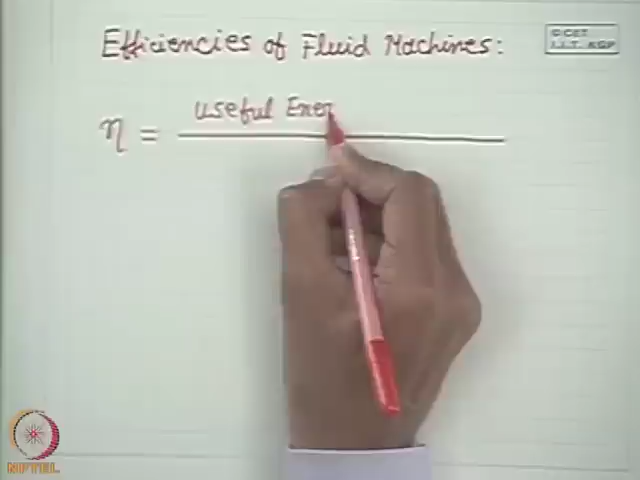 Efficiencies of Fluid Machines:
©CET
I.I.T. KGP
η = Useful Ener
NPTEL